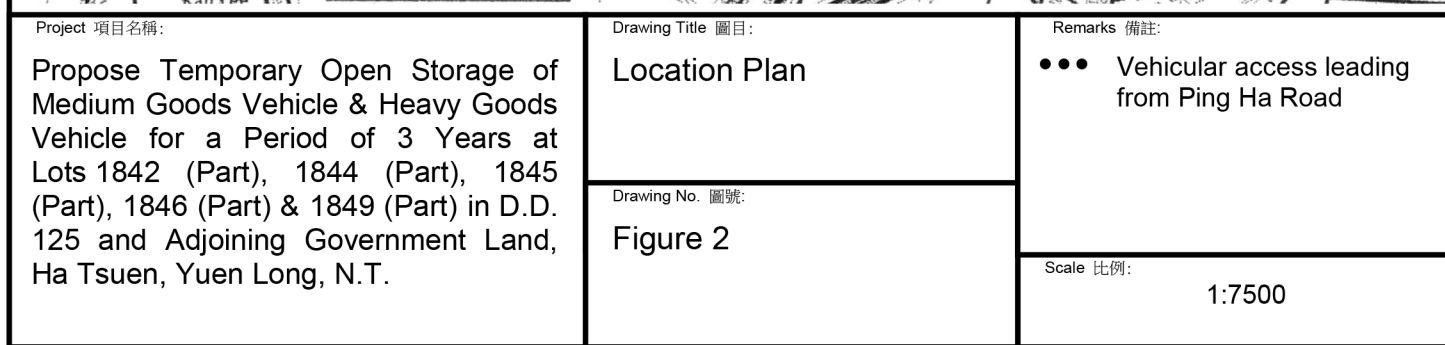 Project 項目名稱:
Propose Temporary Open Storage of
Medium Goods Vehicle & Heavy Goods
Vehicle for a Period of 3 Years at
Lots 1842 (Part), 1844 (Part), 1845
(Part), 1846 (Part) & 1849 (Part) in D.D.
125 and Adjoining Government Land,
Ha Tsuen, Yuen Long, N.T.
Drawing Title 圖目:
Location Plan
Drawing No. 圖號:
Figure 2
Remarks 備註:
••• Vehicular access leading
from Ping Ha Road
Scale 比例:
1:7500